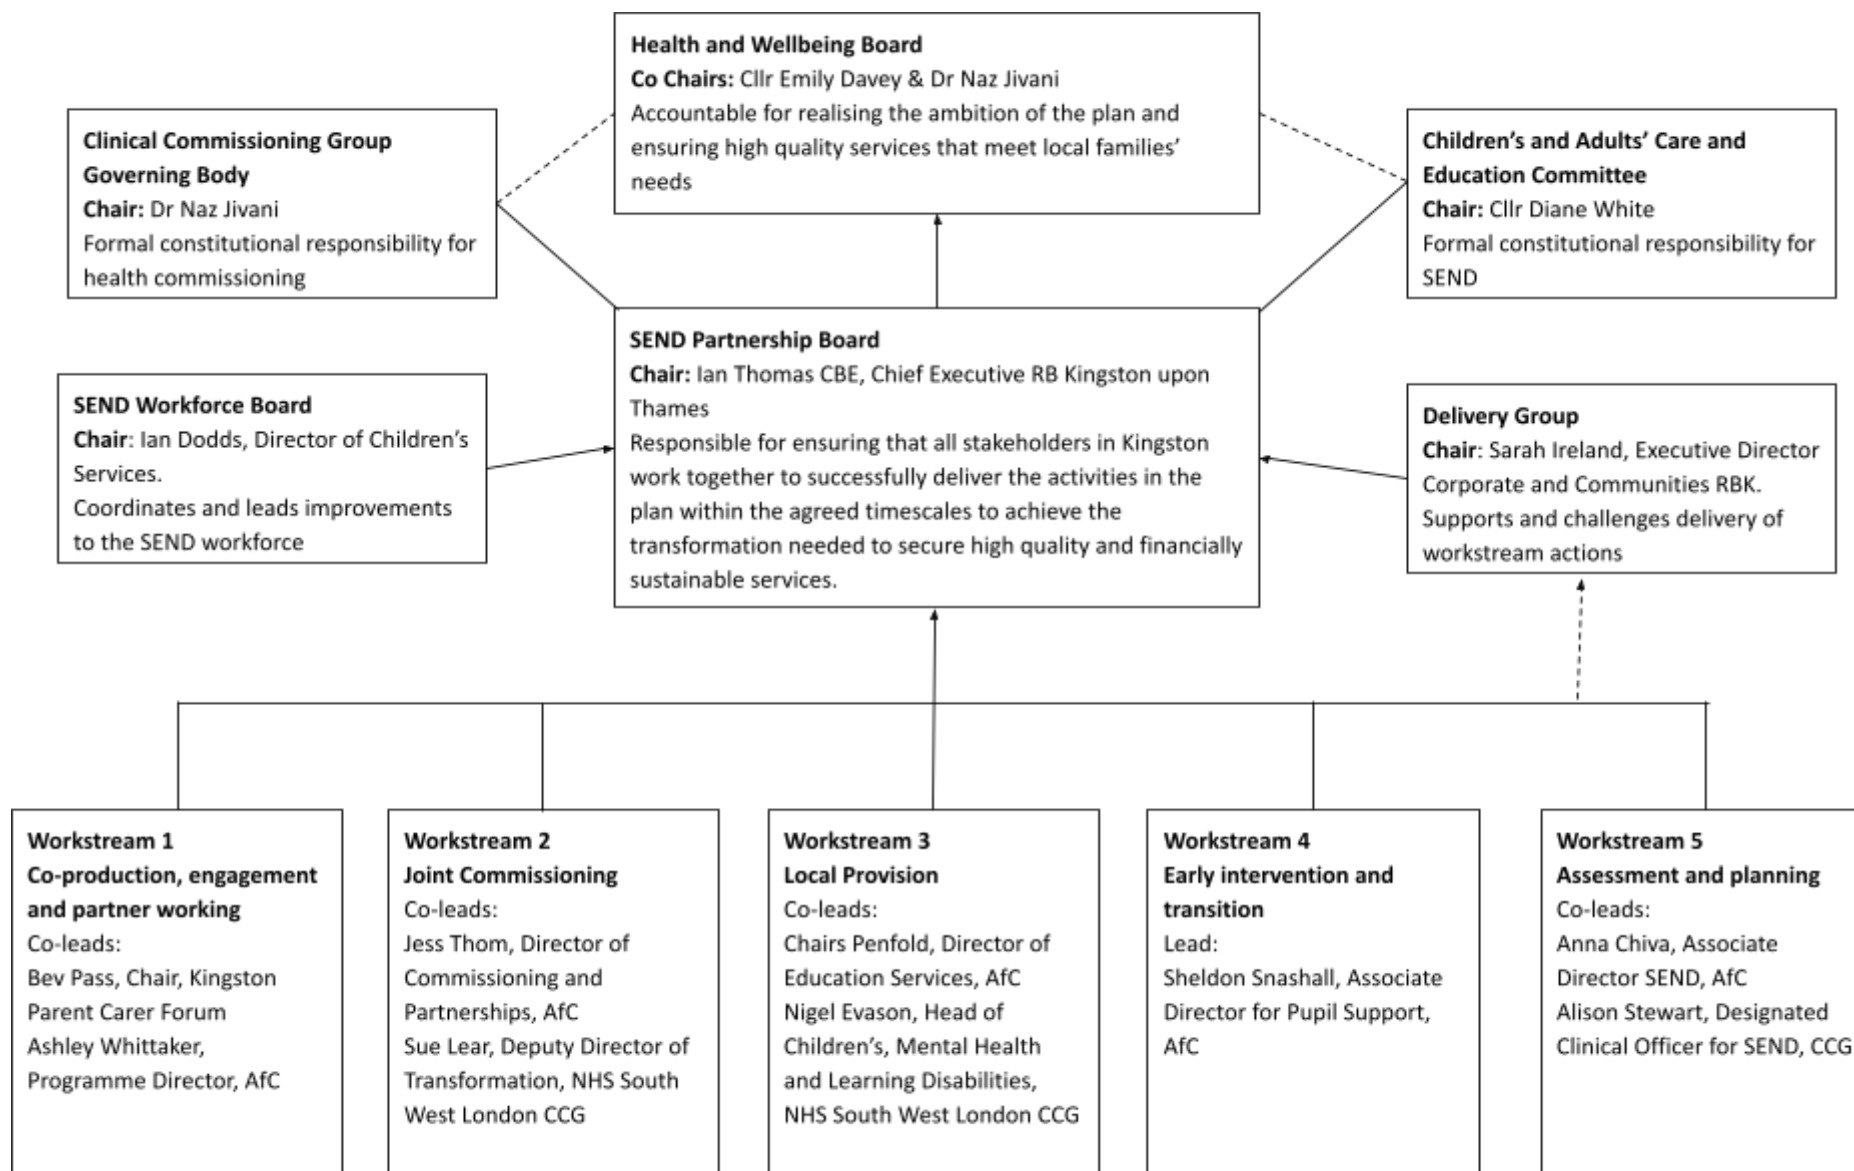 Health and Wellbeing Board
Co Chairs: Cllr Emily Davey & Dr Naz Jivani
Accountable for realising the ambition of the plan and
ensuring high quality services that meet local families’
needs
Clinical Commissioning Group
Governing Body
Chair: Dr Naz Jivani
Formal constitutional responsibility for
health commissioning
Children’s and Adults’ Care and
Education Committee
Chair: Cllr Diane White
Formal constitutional responsibility for
SEND
SEND Partnership Board
Chair: Ian Thomas CBE, Chief Executive RB Kingston upon
Thames
Responsible for ensuring that all stakeholders in Kingston
work together to successfully deliver the activities in the
plan within the agreed timescales to achieve the
transformation needed to secure high quality and financially
sustainable services.
SEND Workforce Board
Chair: Ian Dodds, Director of Children’s
Services.
Coordinates and leads improvements
to the SEND workforce
Delivery Group
Chair: Sarah Ireland, Executive Director
Corporate and Communities RBK.
Supports and challenges delivery of
workstream actions
Workstream 1
Co-production, engagement
and partner working
Co-leads:
Bev Pass, Chair, Kingston
Parent Carer Forum
Ashley Whittaker,
Programme Director, AfC
Workstream 2
Joint Commissioning
Co-leads:
Jess Thom, Director of
Commissioning and
Partnerships, AfC
Sue Lear, Deputy Director of
Transformation, NHS South
West London CCG
Workstream 3
Local Provision
Co-leads:
Chairs Penfold, Director of
Education Services, AfC
Nigel Evason, Head of
Children’s, Mental Health
and Learning Disabilities,
NHS South West London CCG
Workstream 4
Early intervention and
transition
Lead:
Sheldon Snashall, Associate
Director for Pupil Support,
AfC
Workstream 5
Assessment and planning
Co-leads:
Anna Chiva, Associate
Director SEND, AfC
Alison Stewart, Designated
Clinical Officer for SEND, CCG